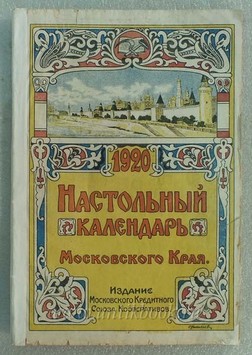 1920
НАСТОЛЬНЫЙ
КАЛЕНДАРЬ
МОСКОВСКОГО КРАЯ.
ИЗДАНИЕ
МОСКОВСКОГО КРЕДИТНОГО
СОЮЗА КООПЕРАТИВОВ